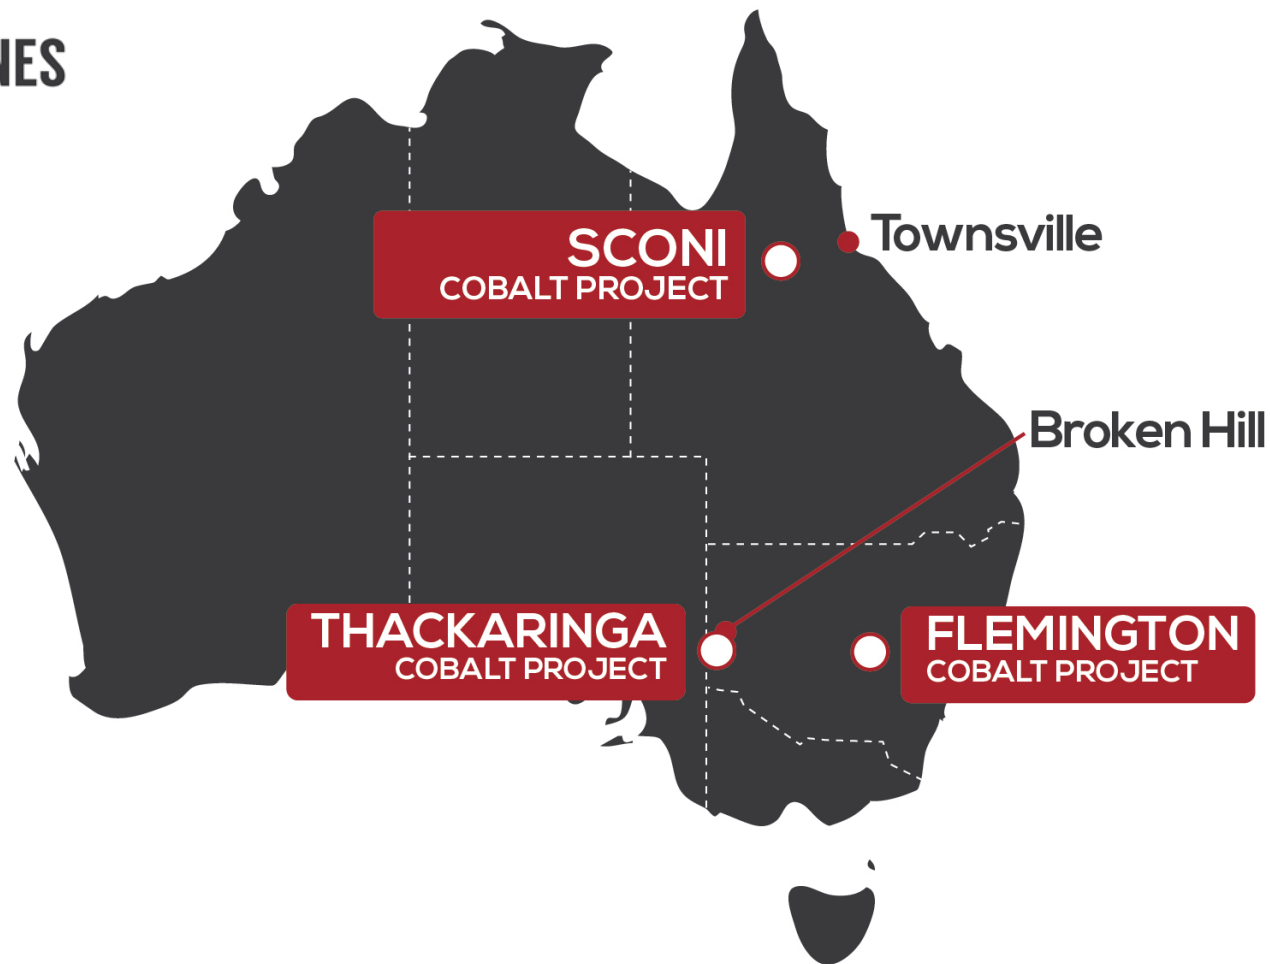 NES
SCONI
COBALT PROJECT
Townsville
Broken Hill
THACKARINGA
COBALT PROJECT
FLEMINGTON
COBALT PROJECT